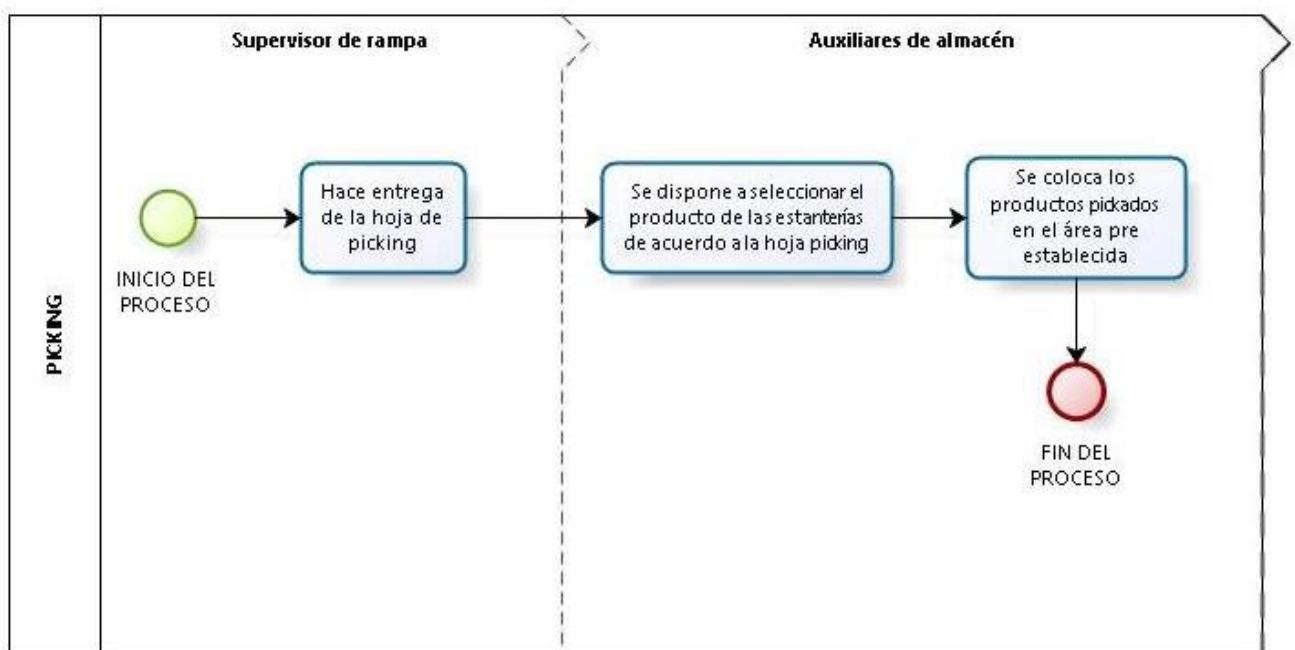 Supervisor de rampa
Auxiliares de almacén
PICKING
INICIO DEL
PROCESO
Hace entrega
de la hoja de
picking
Se dispone a seleccionar el
producto de las estanterías
de acuerdo a la hoja picking
Se coloca los
productos pickados
en el área pre
establecida
FIN DEL
PROCESO